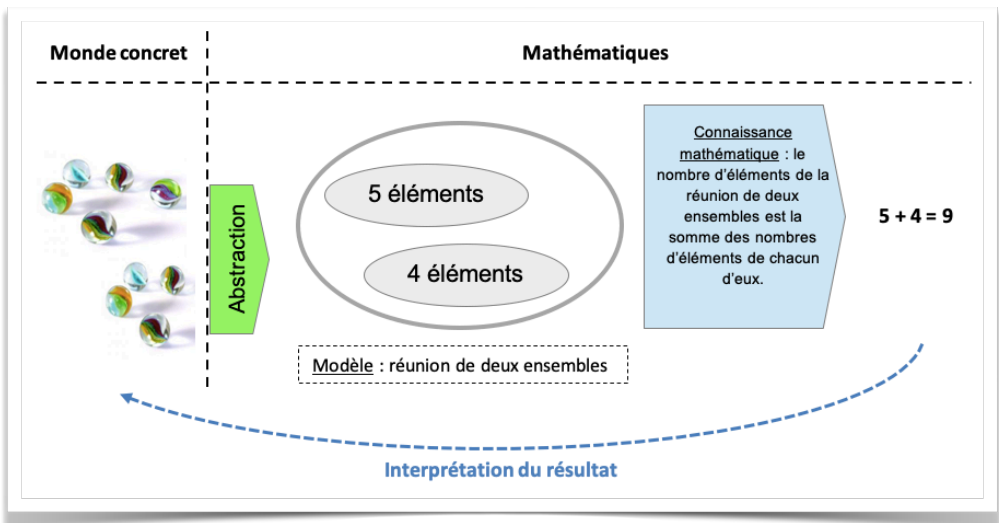 Monde concret
Mathématiques
Abstraction
5 éléments
4 éléments
Modèle : réunion de deux ensembles
Connaissance
mathématique : le
nombre d'éléments de la
réunion de deux
ensembles est la
somme des nombres
d'éléments de chacun
d'eux.
5 + 4 = 9
Interprétation du résultat